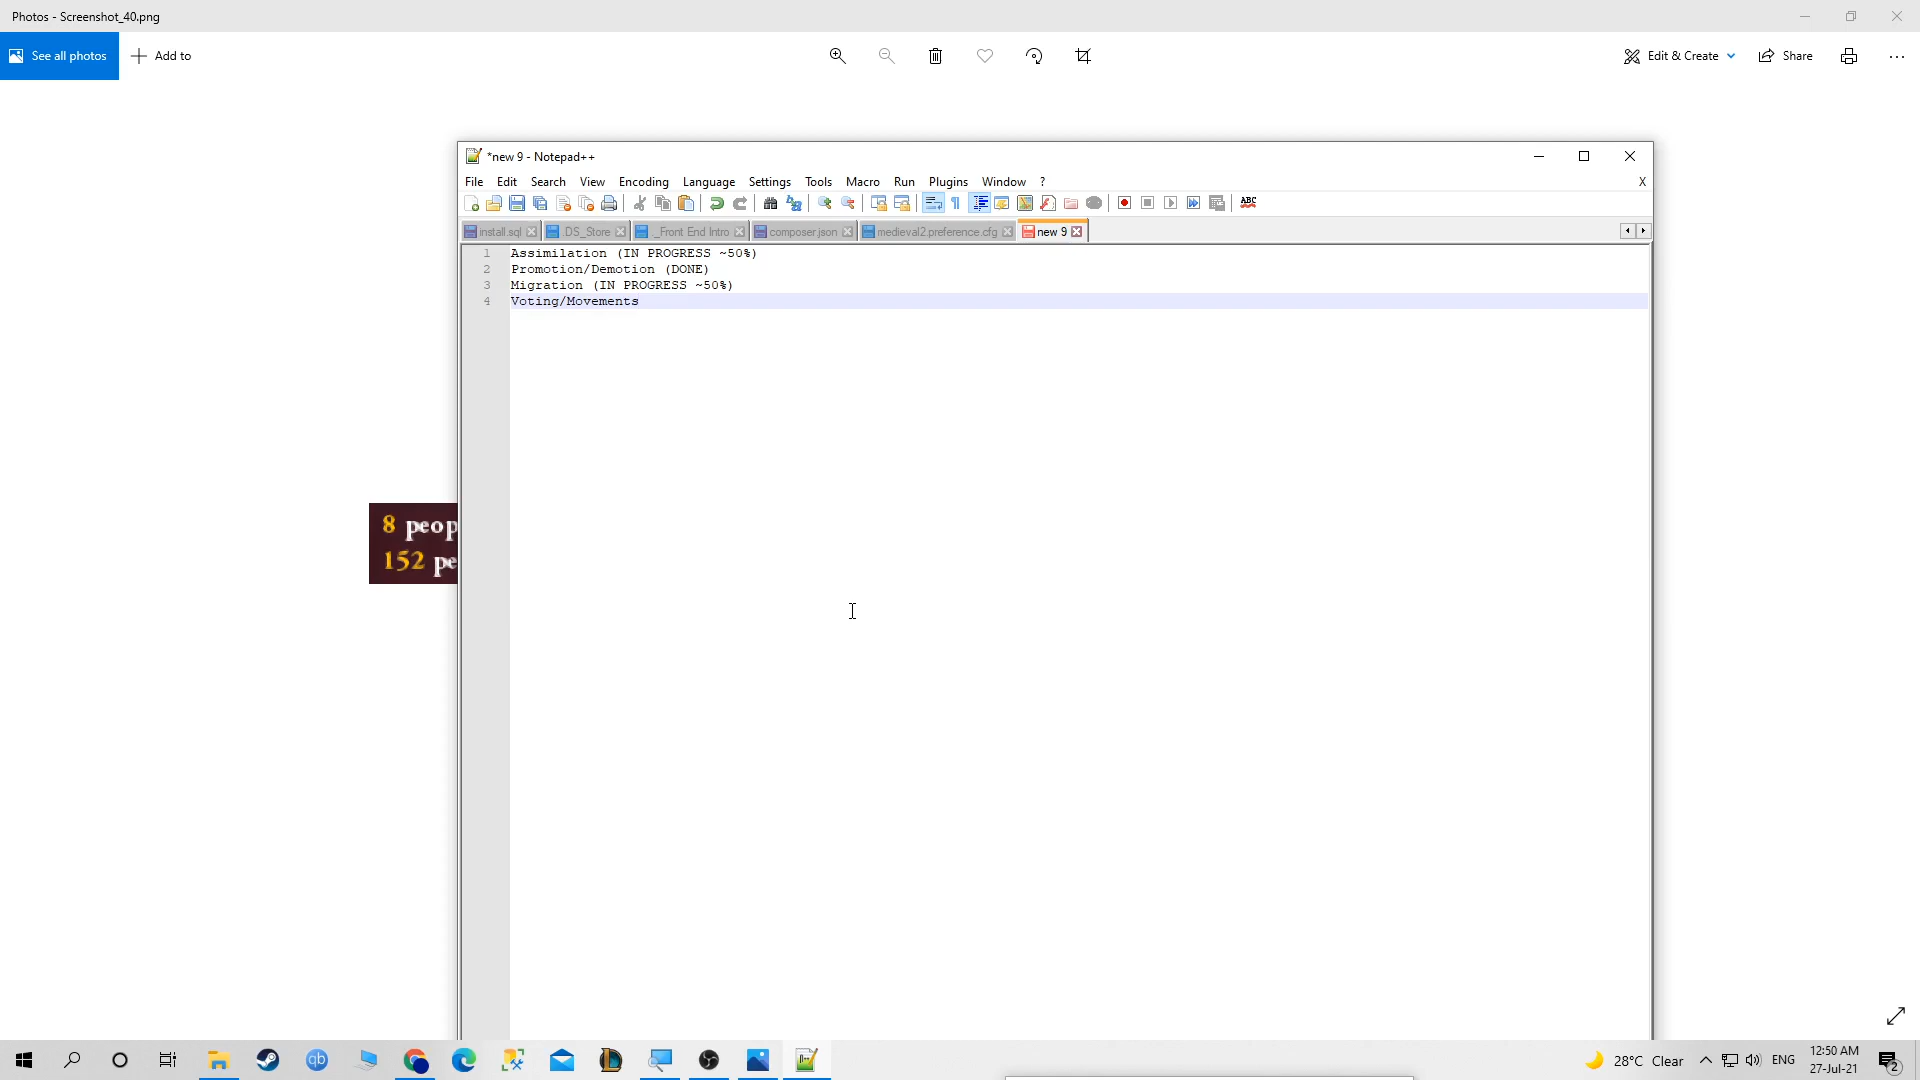 Photos - Screenshot_40.png
See all photos
Add to
Edit & Create
Share
*new 9 - Notepad++
File Edit Search View Encoding Language Settings Tools Macro Run Plugins Window ? X
install.sql .DS_Store _Front End Intro composer.json medieval2.preference.cfg new 9
1 Assimilation (IN PROGRESS ~50%)
2 Promotion/Demotion (DONE)
3 Migration (IN PROGRESS ~50%)
4 Voting/Movements
8 peop
152 pe
28°C Clear
ENG
12:50 AM
27-Jul-21
2